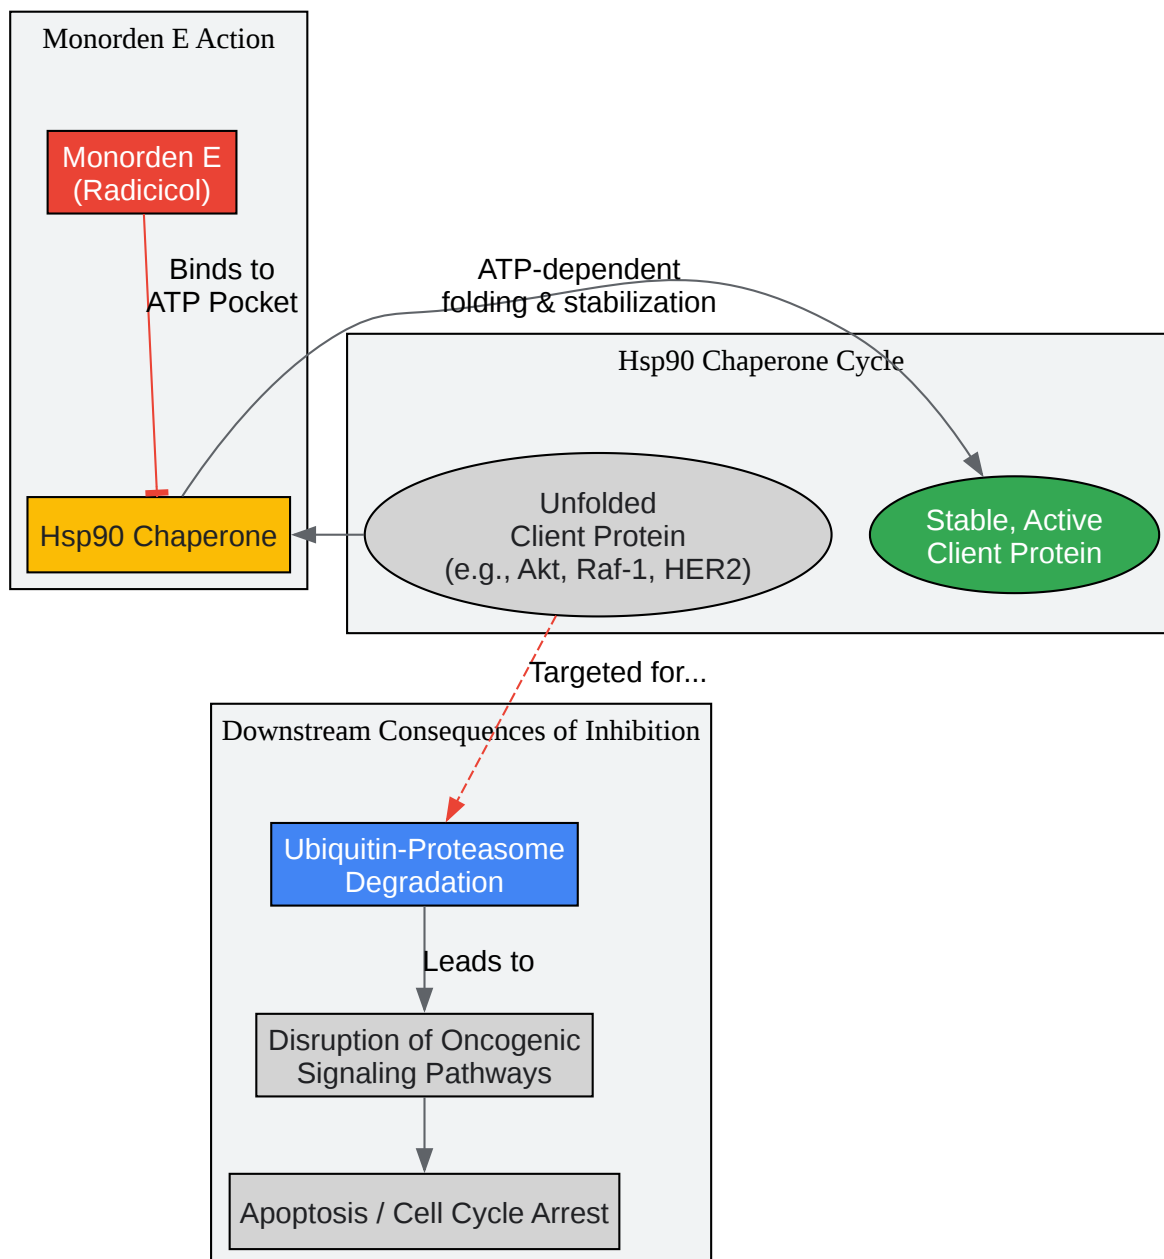 Monorden E Action
Monorden E
(Radicicol)
Binds to
ATP Pocket
ATP-dependent
folding & stabilization
Hsp90 Chaperone Cycle
Hsp90 Chaperone
Unfolded
Client Protein
(e.g., Akt, Raf-1, HER2)
Stable, Active
Client Protein
Targeted for...
Downstream Consequences of Inhibition
Ubiquitin-Proteasome
Degradation
Leads to
Disruption of Oncogenic
Signaling Pathways
Apoptosis / Cell Cycle Arrest